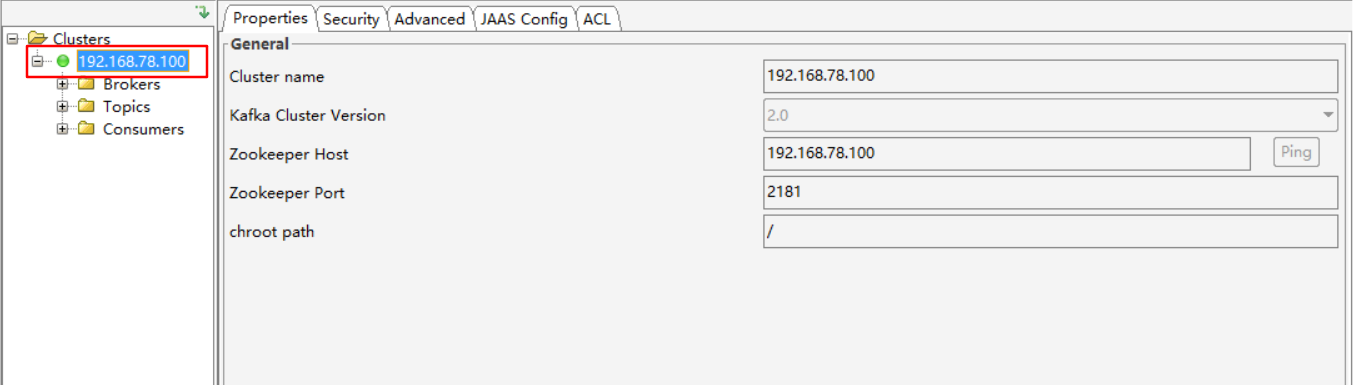 Clusters
192.168.78.100
Brokers
Topics
Consumers
Properties Security Advanced JAAS Config ACL
General
Cluster name 192.168.78.100
Kafka Cluster Version 2.0
Zookeeper Host 192.168.78.100 Ping
Zookeeper Port 2181
chroot path /